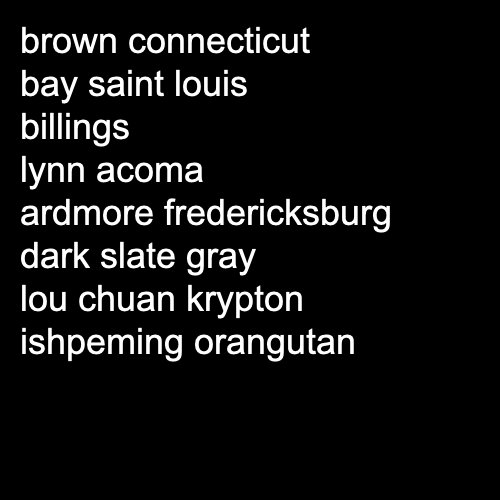 brown connecticut
bay saint louis
billings
lynn acoma
ardmore fredericksburg
dark slate gray
lou chuan krypton
ishpeming orangutan